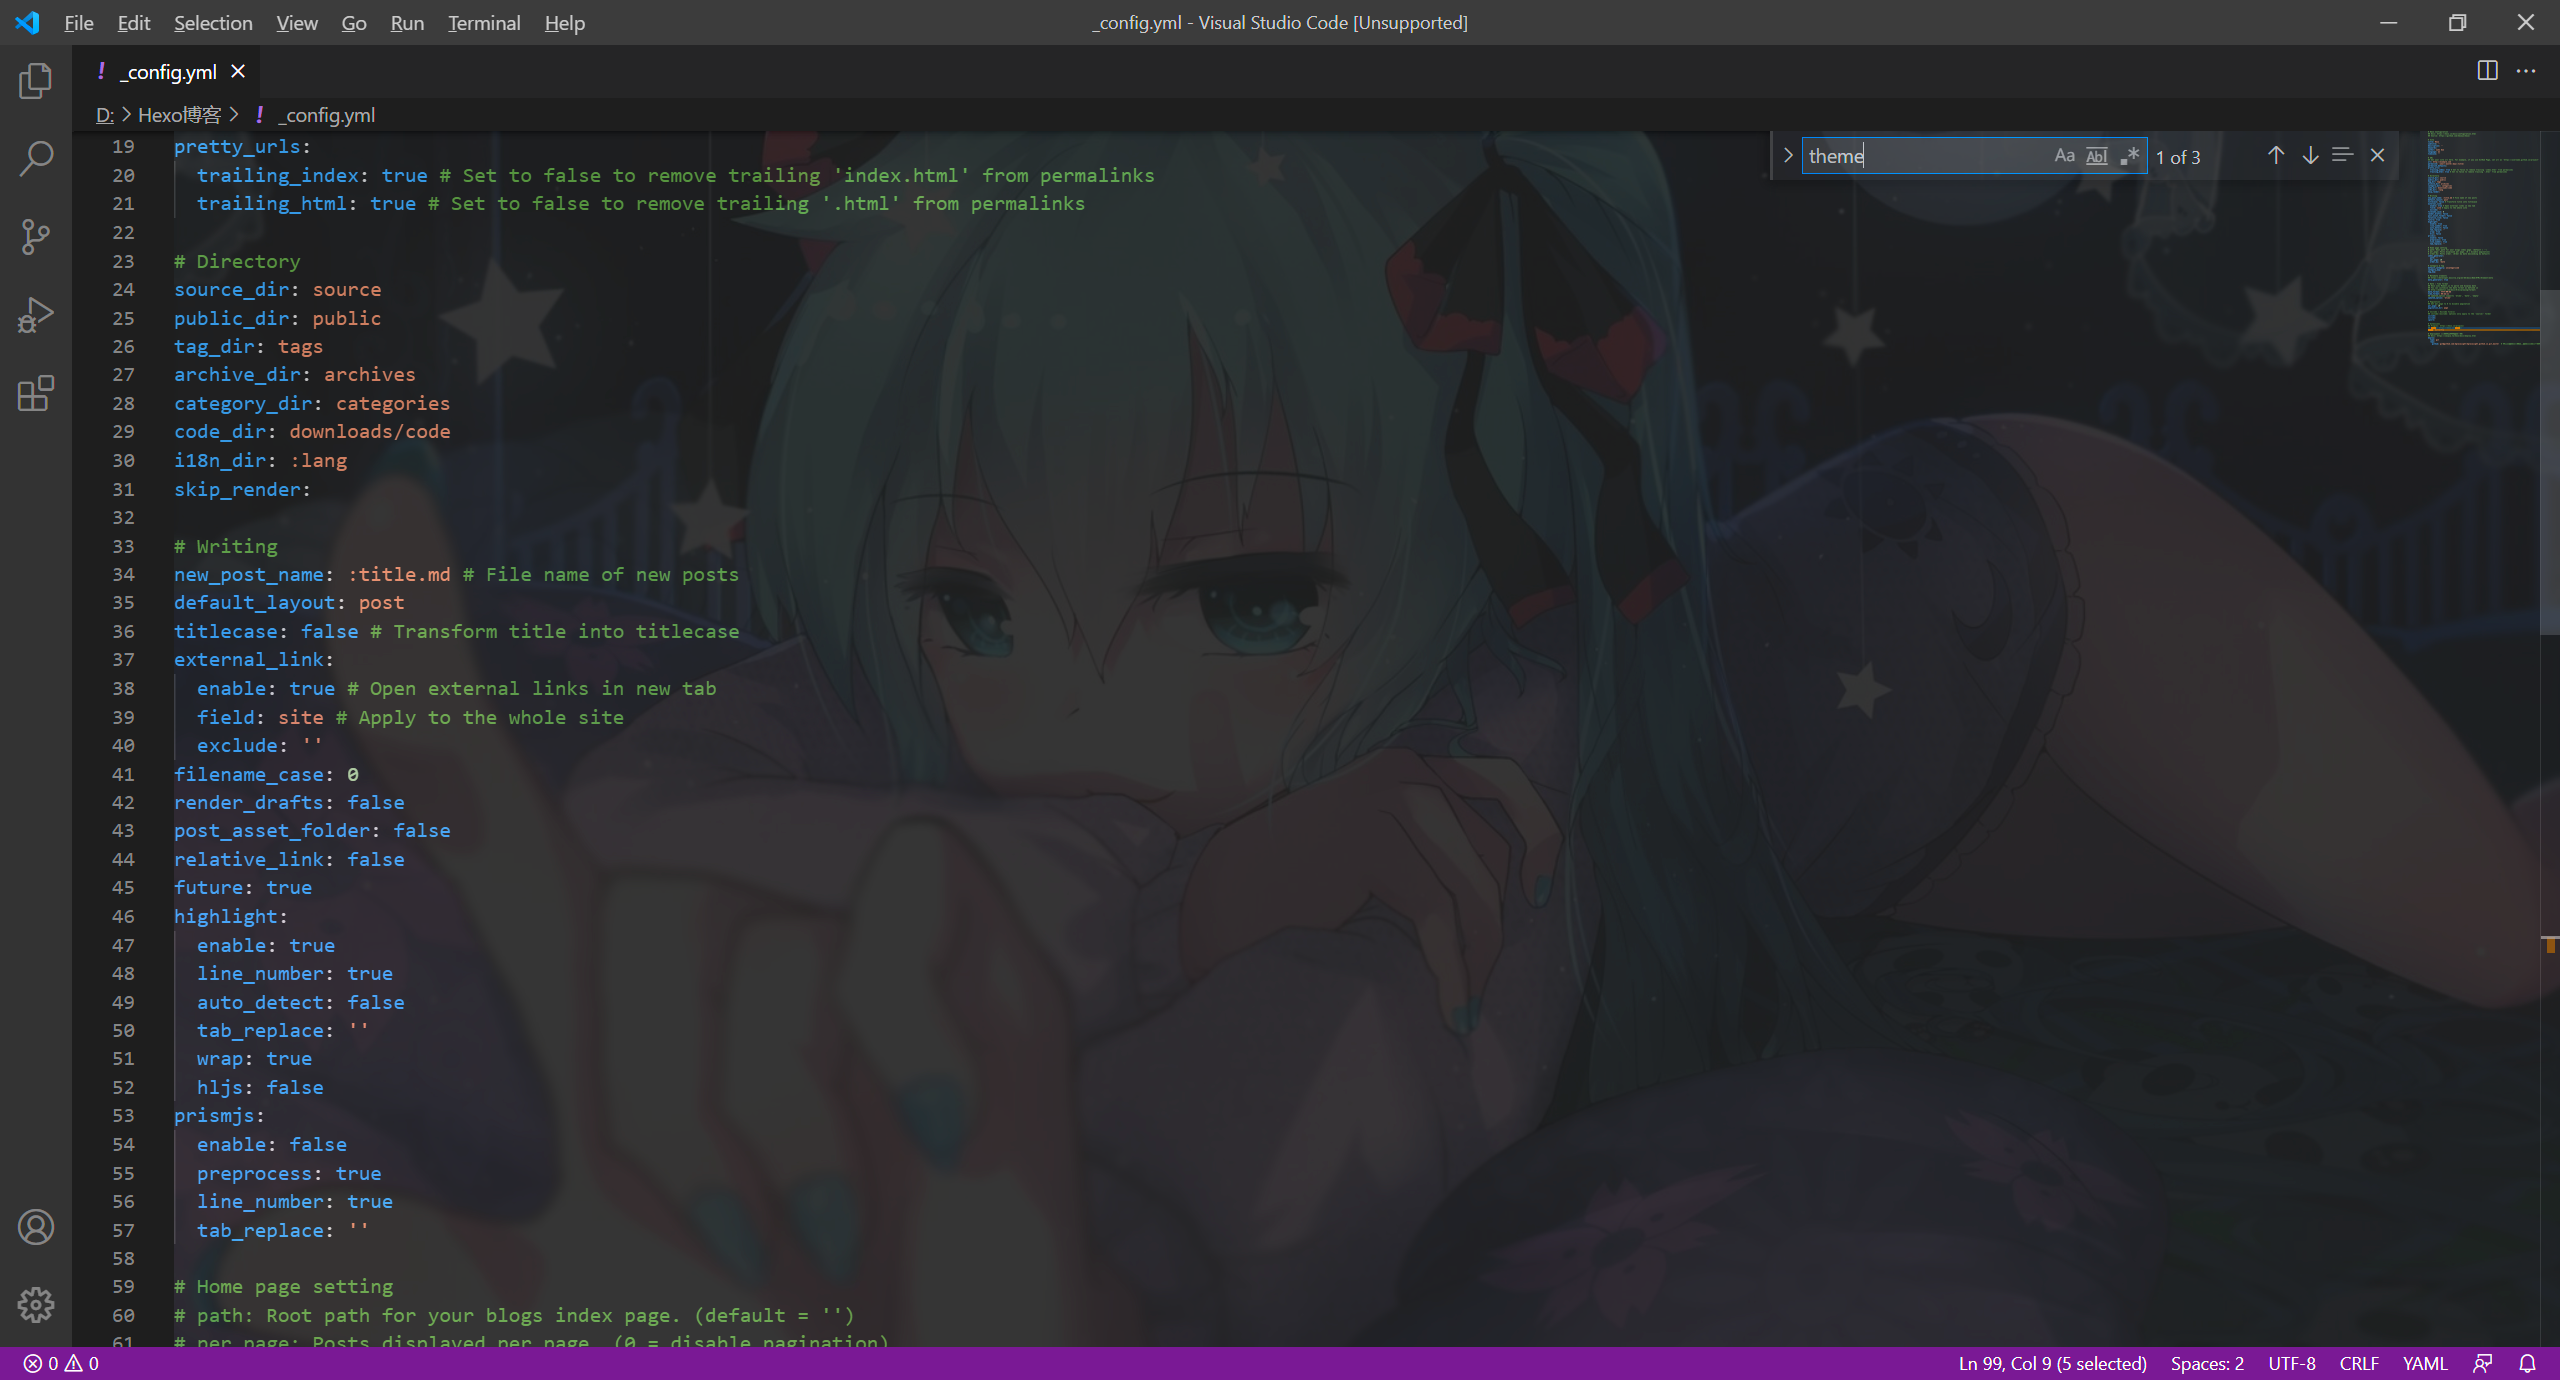 File Edit Selection View Go Run Terminal Help
_config.yml - Visual Studio Code [Unsupported]
! _config.yml
D: > Hexo博客 > ! _config.yml
theme
Aa Abl .* 1 of 3
19 pretty_urls:
20 trailing_index: true # Set to false to remove trailing 'index.html' from permalinks
21 trailing_html: true # Set to false to remove trailing '.html' from permalinks
22
23 # Directory
24 source_dir: source
25 public_dir: public
26 tag_dir: tags
27 archive_dir: archives
28 category_dir: categories
29 code_dir: downloads/code
30 i18n_dir: :lang
31 skip_render:
32
33 # Writing
34 new_post_name: :title.md # File name of new posts
35 default_layout: post
36 titlecase: false # Transform title into titlecase
37 external_link:
38 enable: true # Open external links in new tab
39 field: site # Apply to the whole site
40 exclude: ''
41 filename_case: 0
42 render_drafts: false
43 post_asset_folder: false
44 relative_link: false
45 future: true
46 highlight:
47 enable: true
48 line_number: true
49 auto_detect: false
50 tab_replace: ''
51 wrap: true
52 hljs: false
53 prismjs:
54 enable: false
55 preprocess: true
56 line_number: true
57 tab_replace: ''
58
59 # Home page setting
60 # path: Root path for your blogs index page. (default = '')
61 # per_page: Posts displayed per page. (0 = disable pagination)
0 0
Ln 99, Col 9 (5 selected) Spaces: 2 UTF-8 CRLF YAML